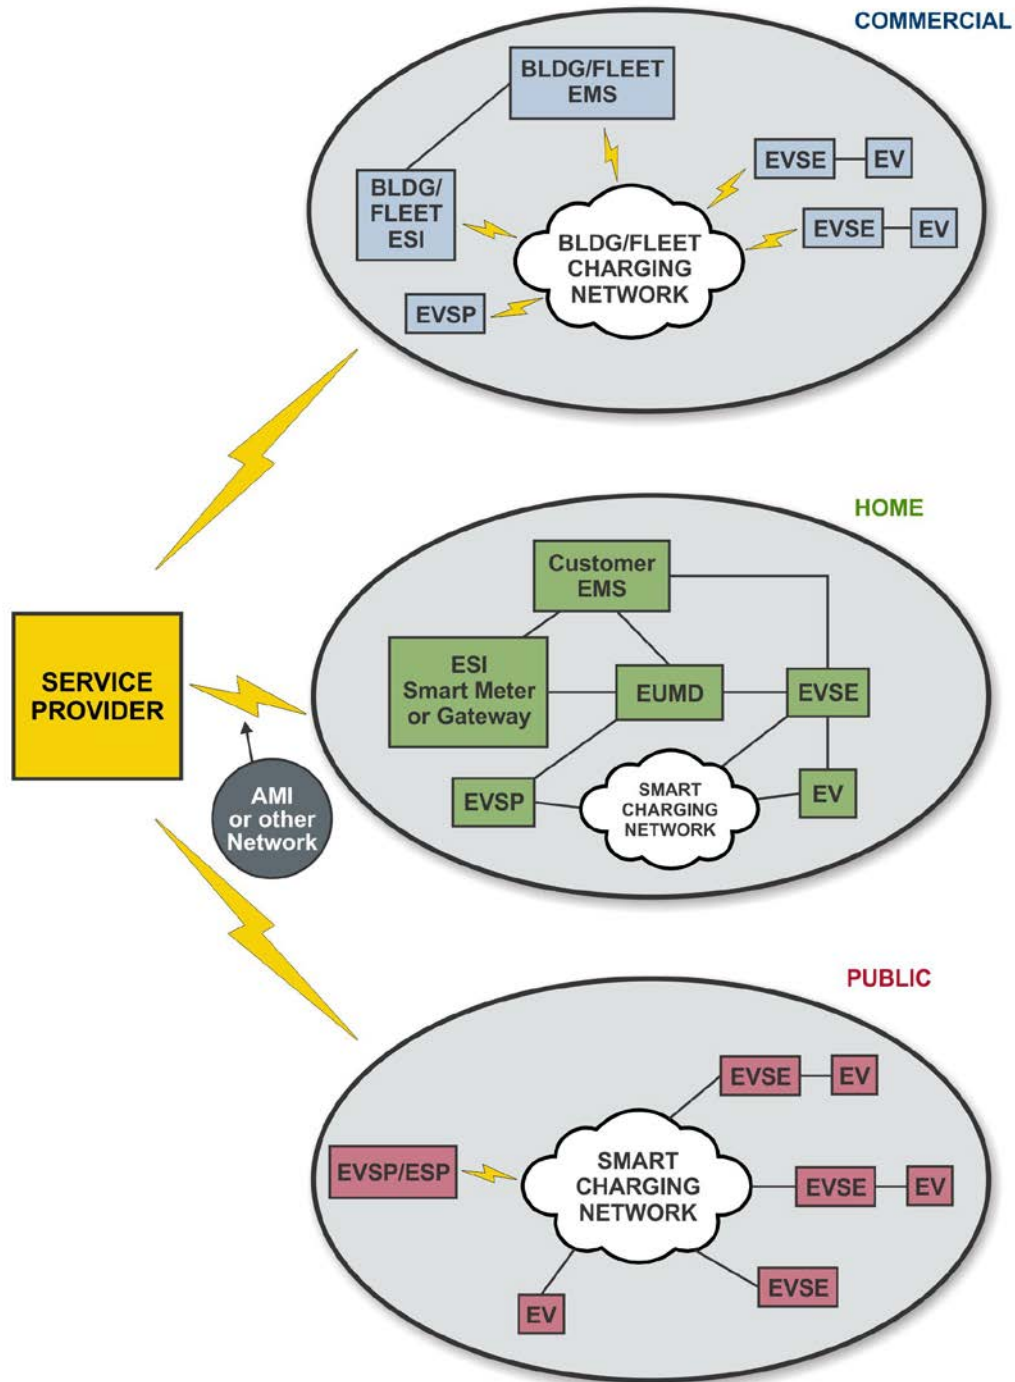 COMMERCIAL
BLDG/FLEET
EMS
EVSE
EV
BLDG/
FLEET
ESI
EVSE
EV
BLDG/FLEET
CHARGING
NETWORK
EVSP
HOME
Customer
EMS
SERVICE
PROVIDER
ESI
Smart Meter
or Gateway
EUMD
EVSE
AMI
or other
Network
EVSP
SMART
CHARGING
NETWORK
EV
PUBLIC
EVSE
EV
EVSP/ESP
SMART
CHARGING
NETWORK
EVSE
EV
EVSE
EV